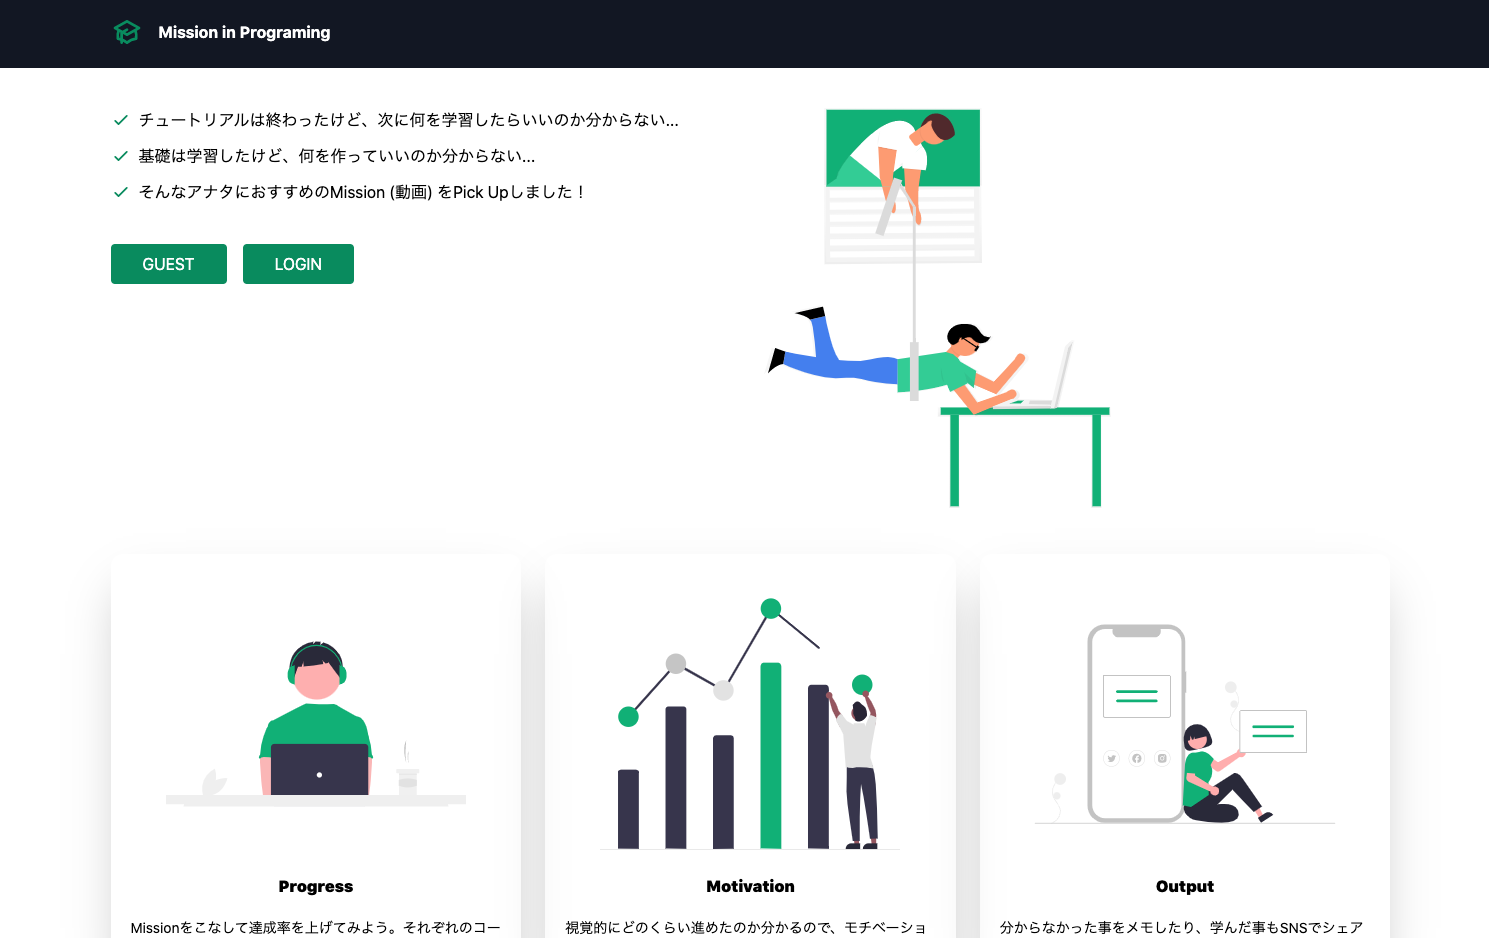 Mission in Programing
チュートリアルは終わったけど、次に何を学習したらいいのか分からない...
基礎は学習したけど、何を作っていいのか分からない...
そんなアナタにおすすめのMission (動画) をPick Upしました！
GUEST
LOGIN
Progress
Missionをこなして達成率を上げてみよう。それぞれのコー
Motivation
視覚的にどのくらい進めたのか分かるので、モチベーショ
Output
分からなかった事をメモしたり、学んだ事もSNSでシェア